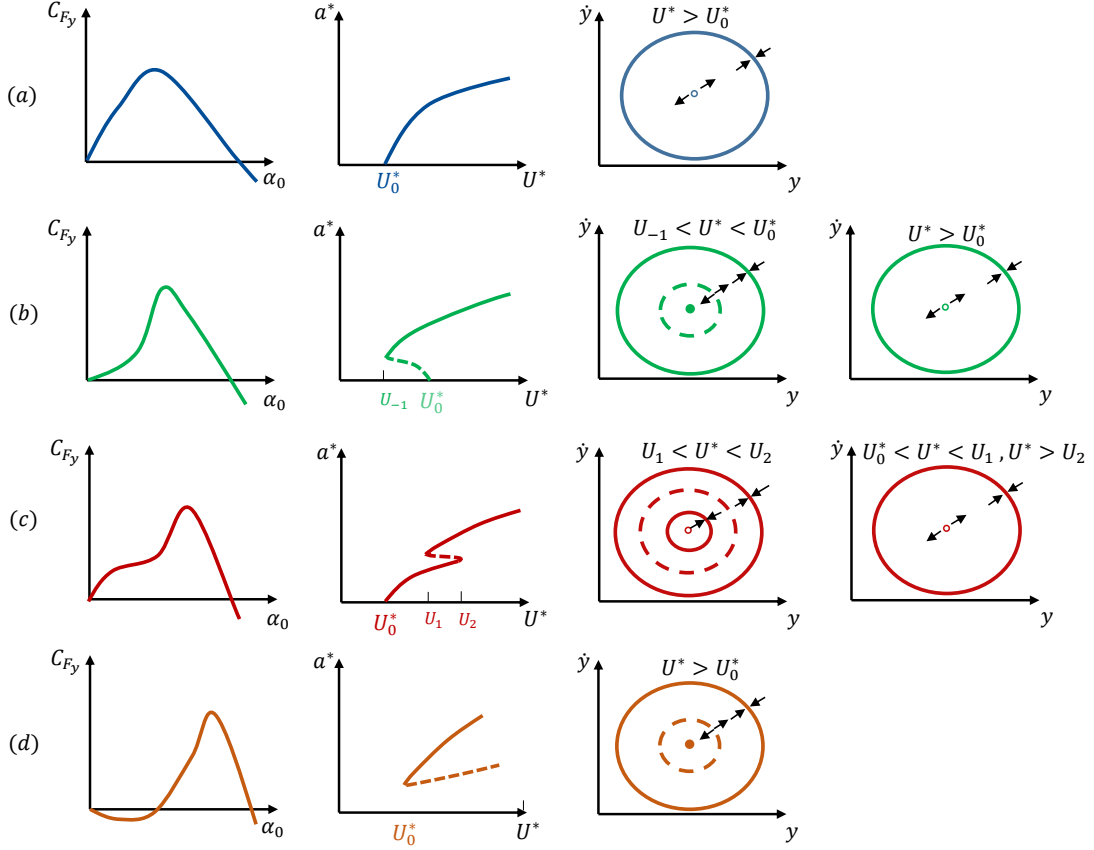 (a)
C_{F_y}
α_0
a^*
U_0^*
U^*
ẏ
U^* > U_0^*
y
(b)
C_{F_y}
α_0
a^*
U_{-1}
U_0^*
U^*
ẏ
U_{-1} < U^* < U_0^*
y
ẏ
U^* > U_0^*
y
(c)
C_{F_y}
α_0
a^*
U_0^*
U_1
U_2
U^*
ẏ
U_1 < U^* < U_2
y
ẏ
U_0^* < U^* < U_1 , U^* > U_2
y
(d)
C_{F_y}
α_0
a^*
U_0^*
U^*
ẏ
U^* > U_0^*
y